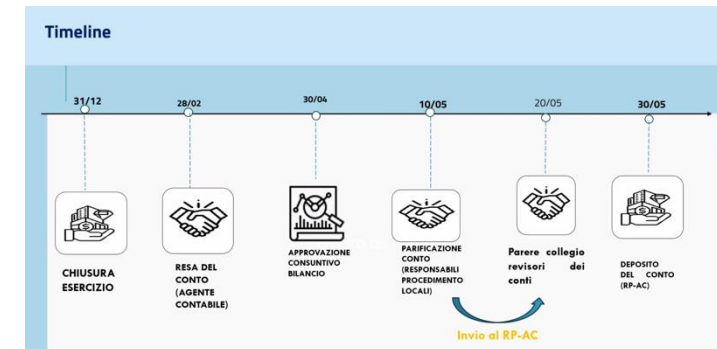 Timeline
31/12
28/02
30/04
10/05
20/05
30/05
CHIUSURA
ESERCIZIO
RESA DEL
CONTO
(AGENTE
CONTABILE)
APPROVAZIONE
CONSUNTIVO
BILANCIO
PARIFICAZIONE
CONTO
(RESPONSABILI
PROCEDIMENTO
LOCALI)
Parere collegio
revisori dei
conti
DEPOSITO
DEL CONTO
(RP-AC)
Invio al RP-AC